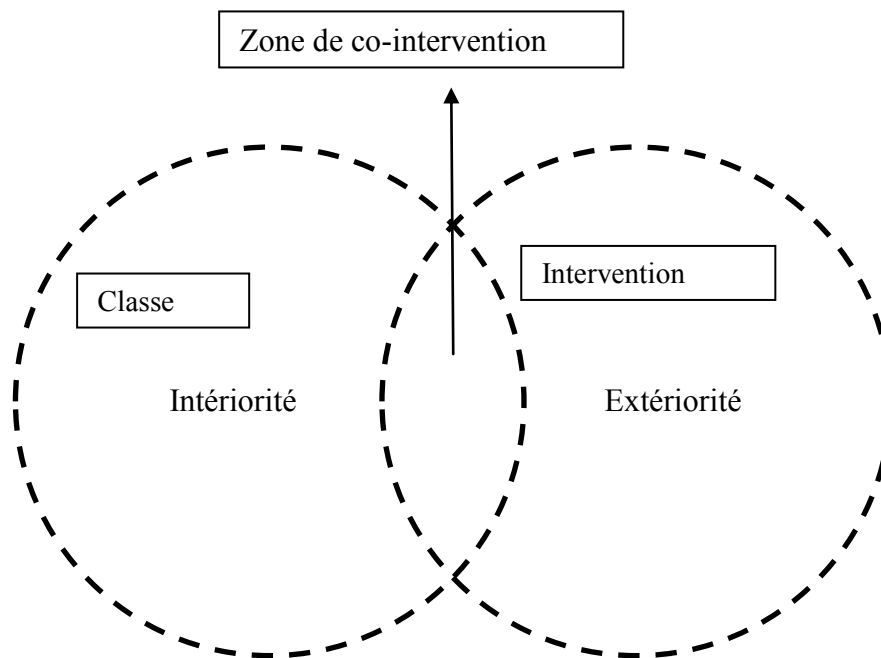 Zone de co-intervention
Intervention
Classe
Intériorité
Extériorité